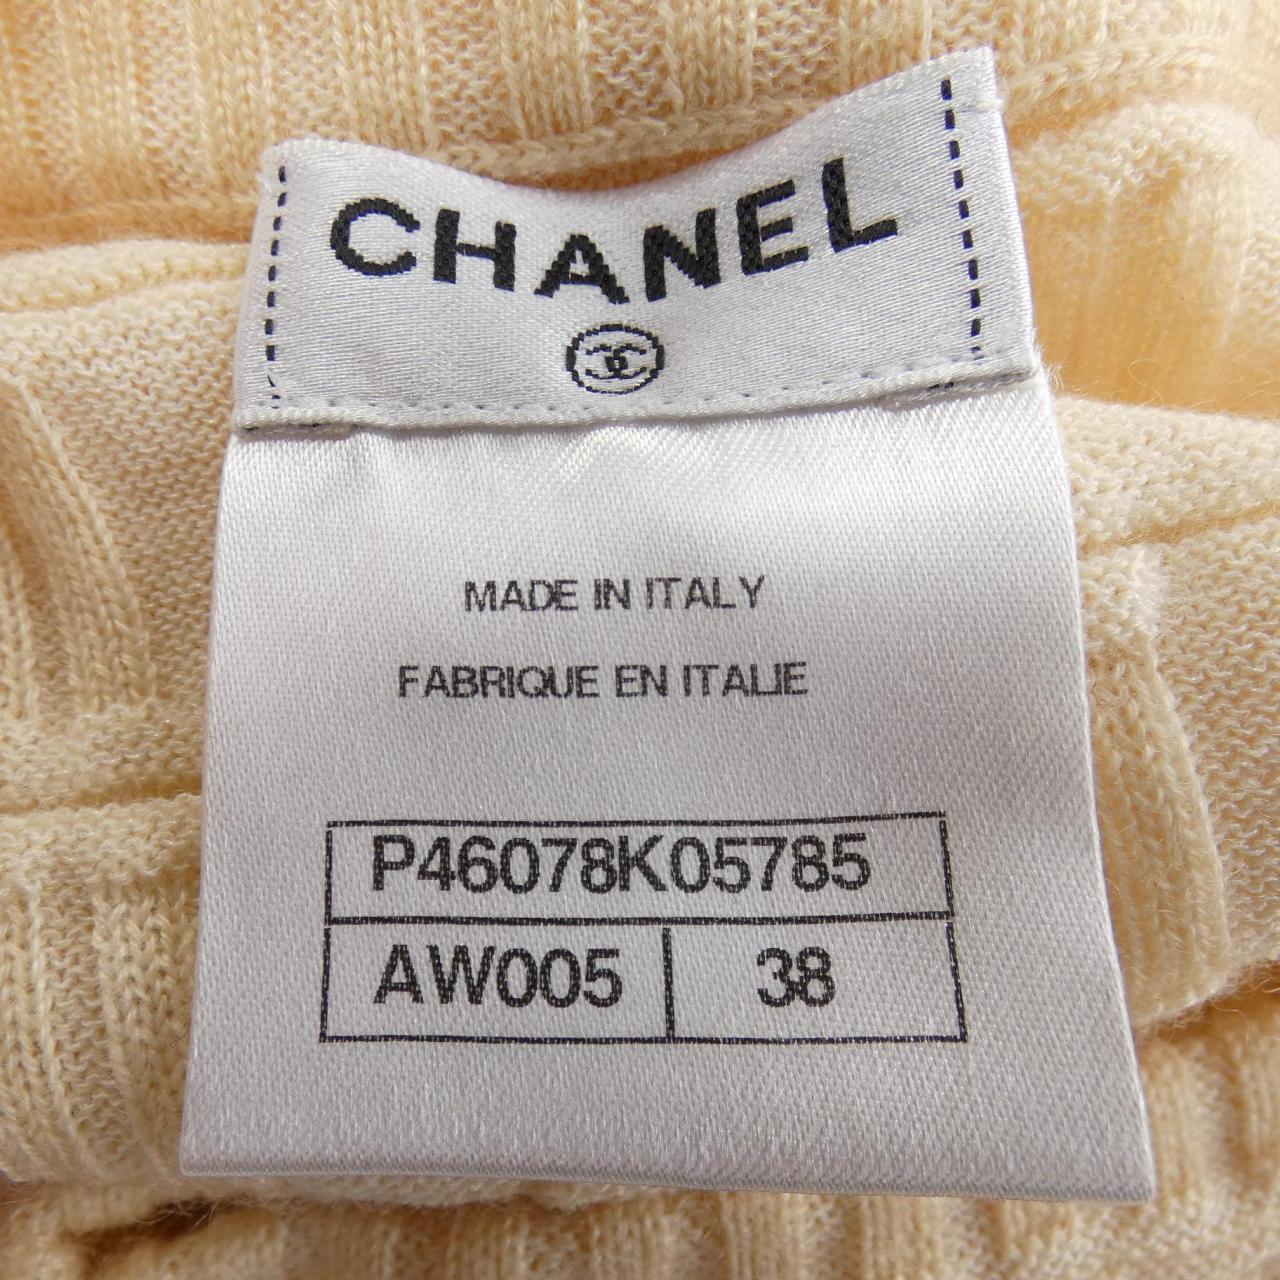 CHANEL
MADE IN ITALY
FABRIQUE EN ITALIE
P46078K05785
AW005 38